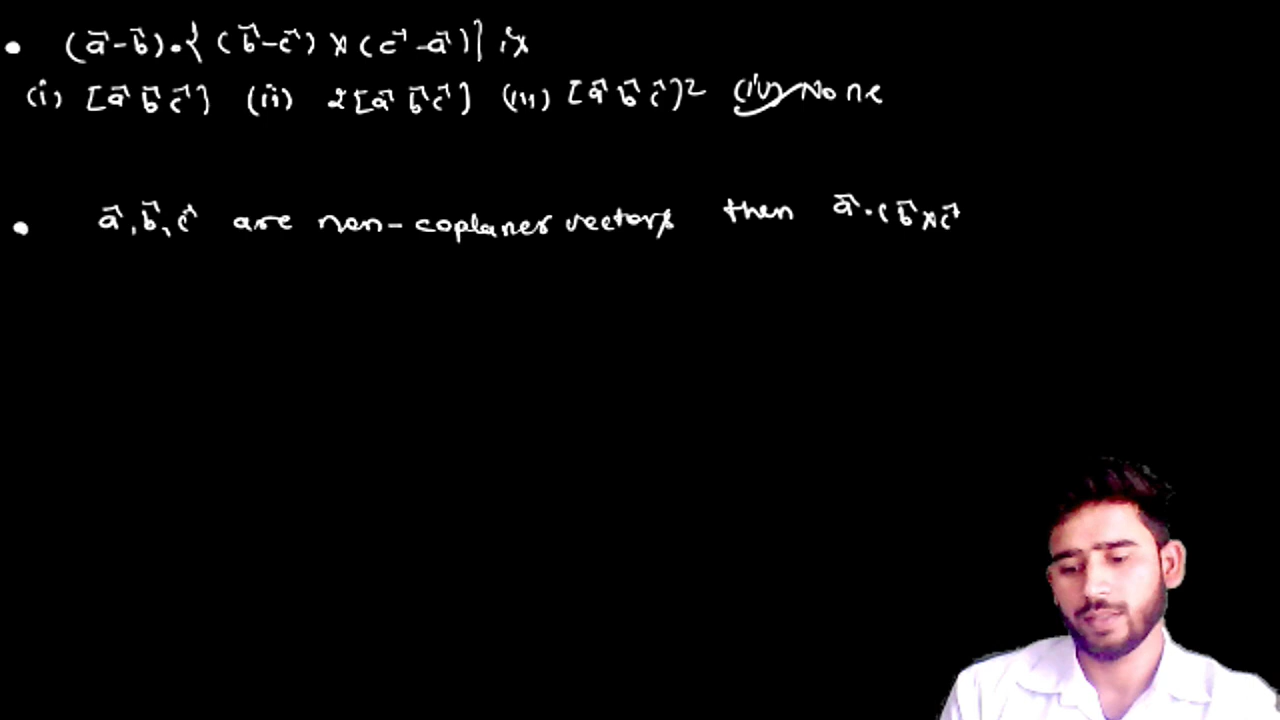 • (a⃗-b⃗).{(b⃗-c⃗)×(c⃗-a⃗)} is
(i) [a⃗ b⃗ c⃗] (ii) 2[a⃗ b⃗ c⃗] (iii) [a⃗ b⃗ c⃗]² (iv) None
• a⃗, b⃗, c⃗ are non-coplaner vectors then a⃗.(b⃗×c⃗